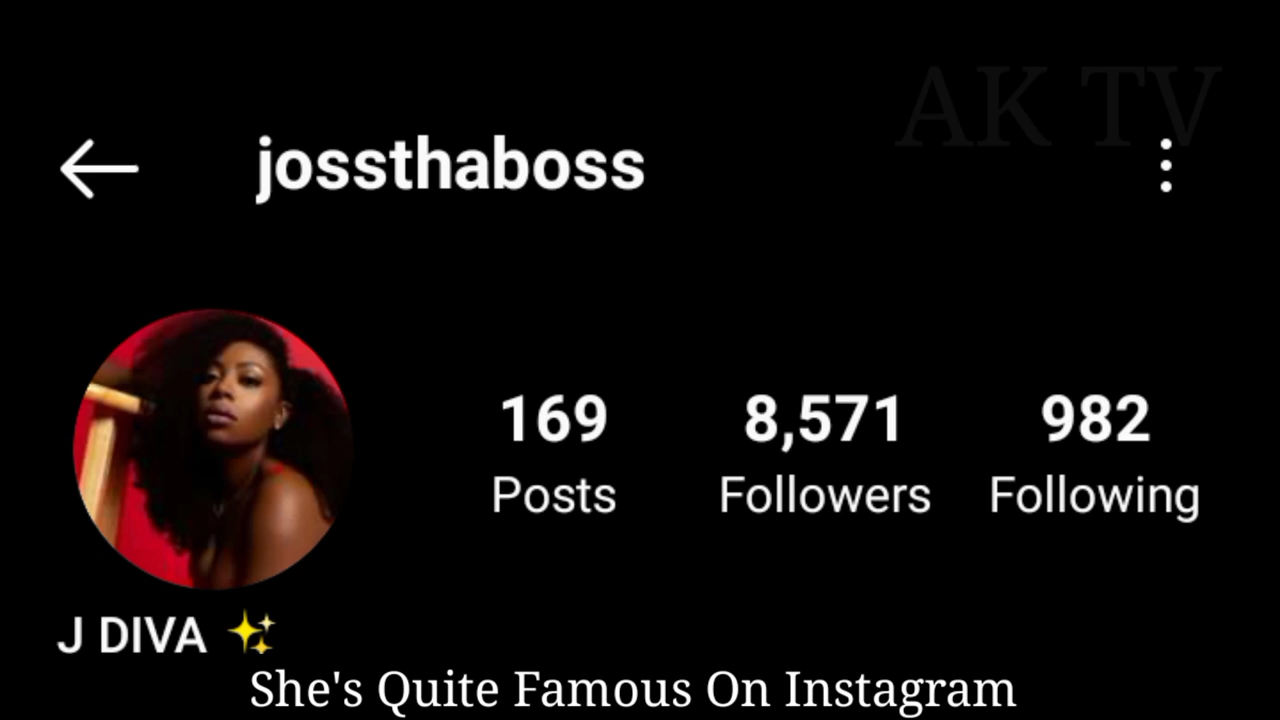 AK TV
jossthaboss
169 8,571 982
Posts Followers Following
J DIVA ✨
She's Quite Famous On Instagram